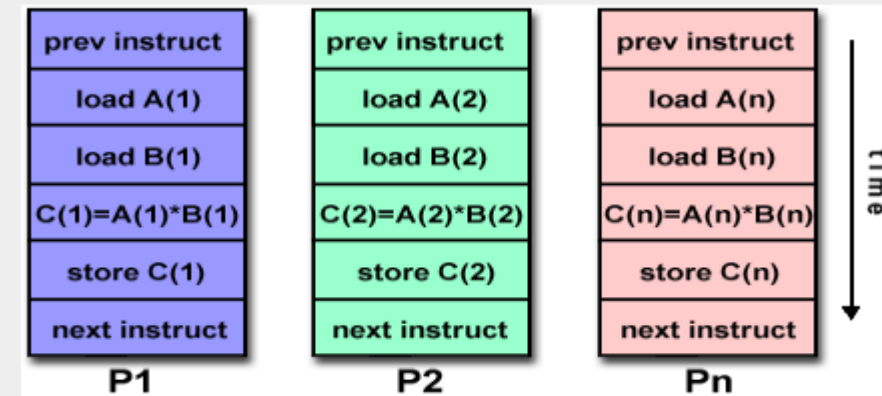 prev instruct
load A(1)
load B(1)
C(1)=A(1)*B(1)
store C(1)
next instruct
P1
prev instruct
load A(2)
load B(2)
C(2)=A(2)*B(2)
store C(2)
next instruct
P2
prev instruct
load A(n)
load B(n)
C(n)=A(n)*B(n)
store C(n)
next instruct
Pn
time